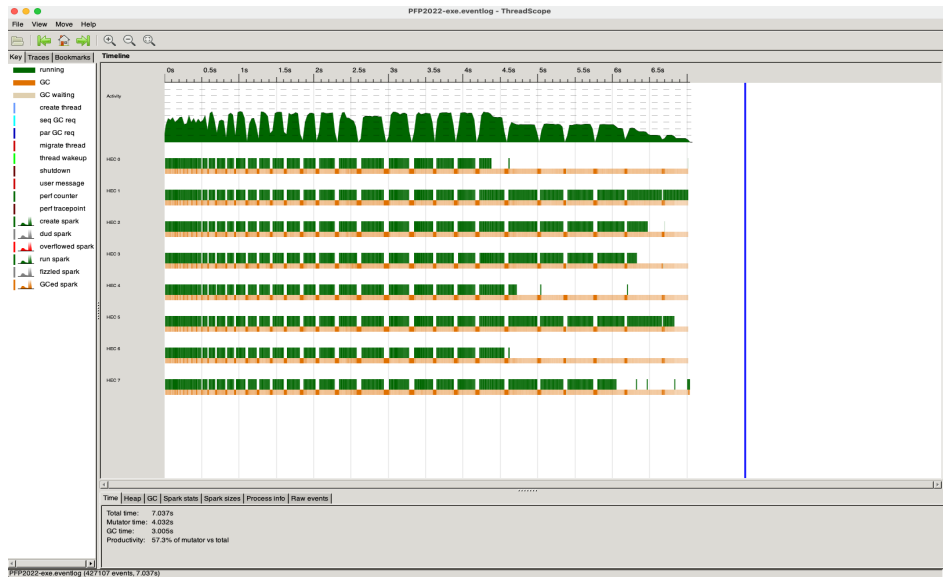 PFP2022-exe.eventlog - ThreadScope
File View Move Help
Key Traces Bookmarks
running
GC
GC waiting
create thread
seq GC req
par GC req
migrate thread
thread wakeup
shutdown
user message
perf counter
perf tracepoint
create spark
dud spark
overflowed spark
run spark
fizzled spark
GCed spark
Timeline
0s 0.5s 1s 1.5s 2s 2.5s 3s 3.5s 4s 4.5s 5s 5.5s 6s 6.5s
Activity
HEC 0
HEC 1
HEC 2
HEC 3
HEC 4
HEC 5
HEC 6
HEC 7
Time Heap GC Spark stats Spark sizes Process info Raw events
Total time: 7.037s
Mutator time: 4.032s
GC time: 3.005s
Productivity: 57.3% of mutator vs total
PFP2022-exe.eventlog (427107 events, 7.037s)